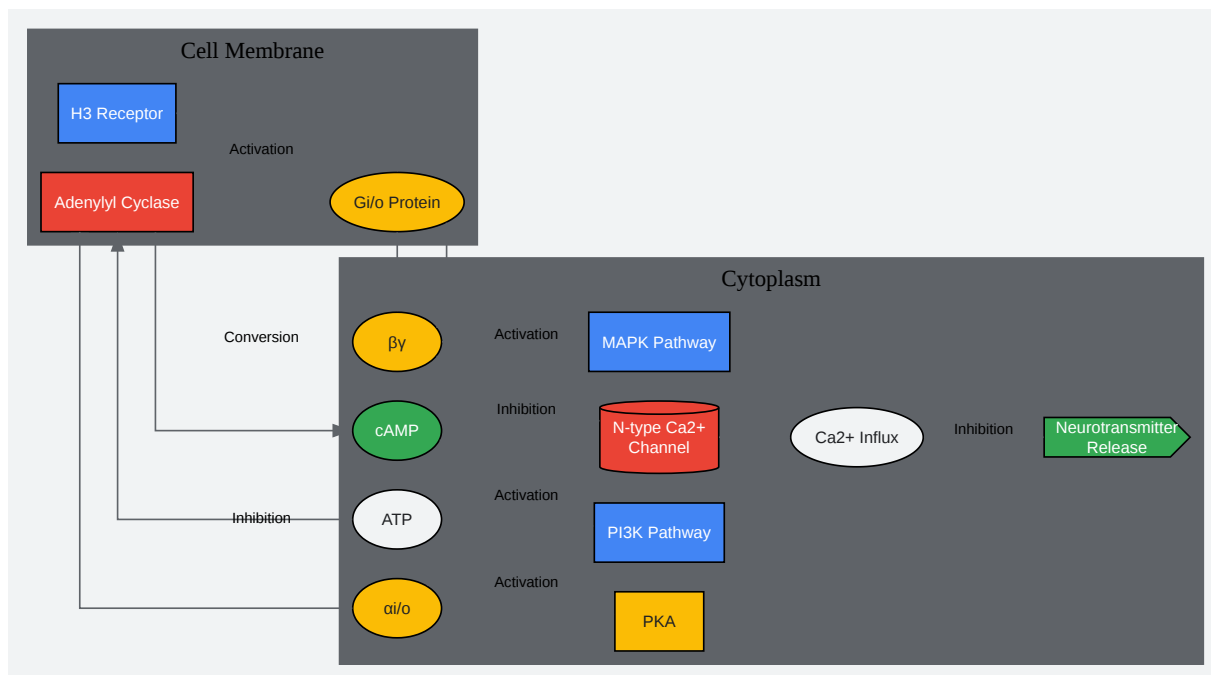 Cell Membrane
H3 Receptor
Activation
Adenylyl Cyclase
Gi/o Protein
Cytoplasm
Conversion
βγ
Activation
MAPK Pathway
Inhibition
cAMP
N-type Ca2+
Channel
Ca2+ Influx
Inhibition
Neurotransmitter
Release
Inhibition
ATP
Activation
PI3K Pathway
Activation
αi/o
PKA